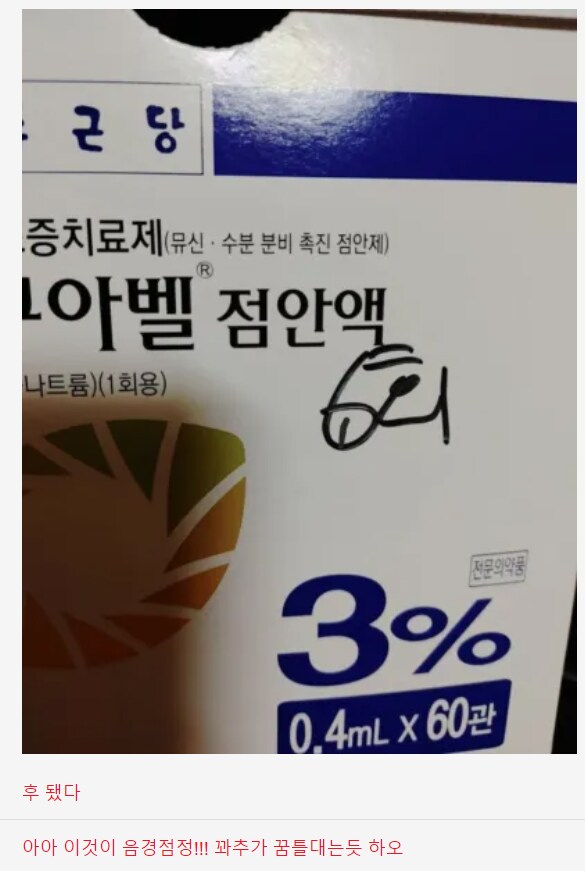 근당
증치료제(뮤신 · 수분 분비 촉진 점안제)
아벨® 점안액
나트륨)(1회용)
6회
전문의약품
3%
0.4mL X 60관
후 됐다
아아 이것이 음경점정!!! 꽈추가 꿈틀대는듯 하오